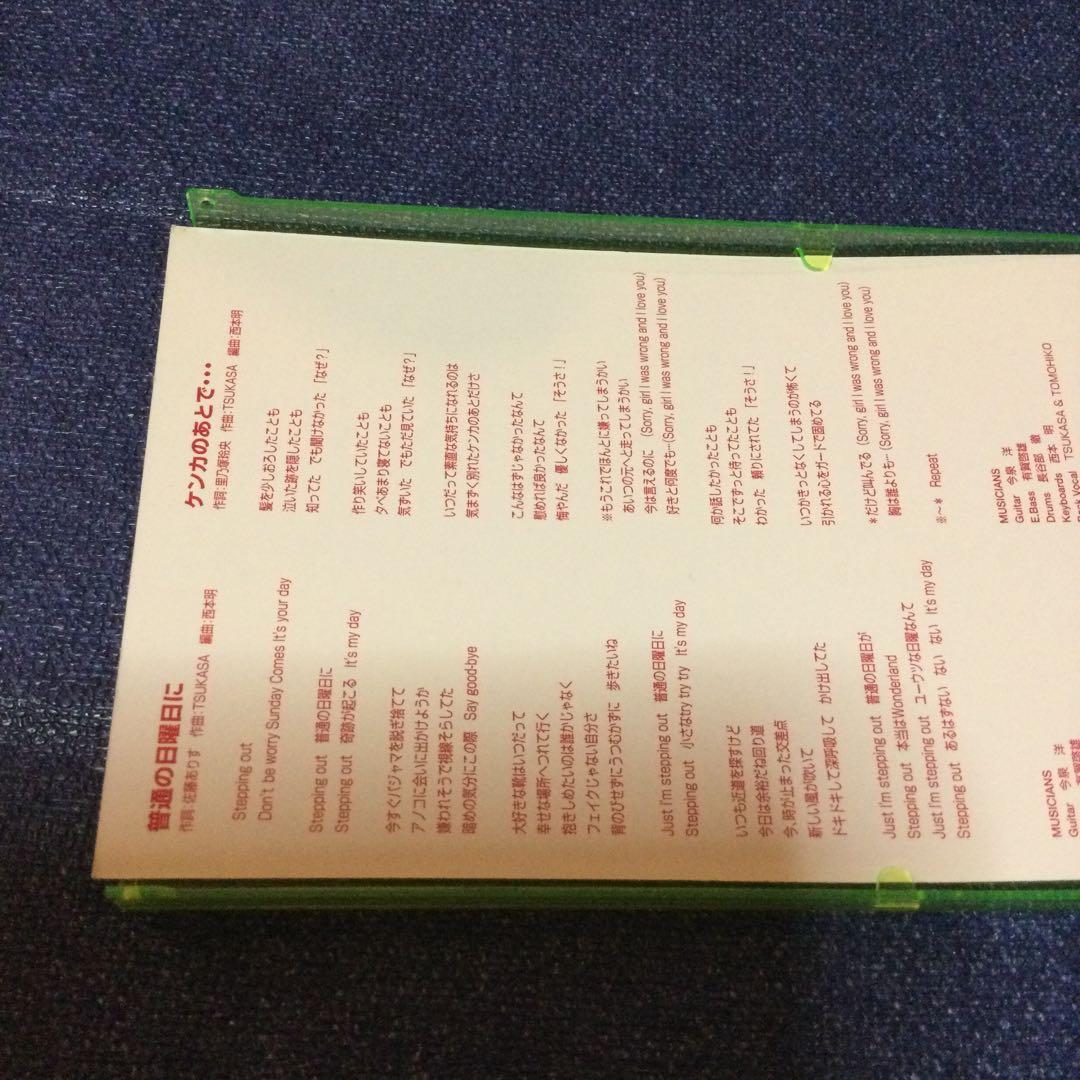 普通の日曜日に
作詞:佐藤ありす 作曲:TSUKASA 編曲:西本明
Stepping out
Don't be worry Sunday Comes It's your day
Stepping out 普通の日曜日に
Stepping out 奇跡が起こる It's my day
今すぐパジャマを脱ぎ捨てて
アノコに会いに出かけようか
嫌われそうで視線そらしてた
諦めの気分にこの際 Say good-bye
大好きな靴はいつだって
幸せな場所へつれて行く
抱きしめたいのは誰かじゃなく
フェイクじゃない自分さ
背のびせずにうつむかずに 歩きたいね
Just I'm stepping out 普通の日曜日に
Stepping out 小さなtry try It's my day
いつも近道を探すけど
今日は余裕だね回り道
今、時が止まった交差点
新しい風が吹いて
ドキドキして深呼吸して かけ出してた
Just I'm stepping out 普通の日曜日が
Stepping out 本当はWonderland
Just I'm stepping out ユーウツな日曜なんて
Stepping out あるはずない ない ない It's my day
MUSICIANS
Guitar 今泉 洋
有賀啓雄
ケンカのあとで・・・
作詞:里乃塚玲央 作曲:TSUKASA 編曲:西本明
髪を少しおろしたことも
泣いた跡を隠したことも
知ってた でも聞けなかった 「なぜ?」
作り笑いしていたことも
夕べあまり寝てないことも
気ずいた でもただ見ていた 「なぜ?」
いつだって素直な気持ちになれるのは
気まずく別れたケンカのあとだけさ
こんなはずじゃなかったなんて
慰めれば良かったなんて
悔やんだ 優しくなかった 「そうさ!」
※もうこれでほんとに嫌ってしまうかい
あいつの元へと走ってしまうかい
今は言えるのに (Sorry, girl I was wrong and I love you)
好きと何度でも…(Sorry, girl I was wrong and I love you)
何か話したかったことも
そこでずっと待ってたことも
わかった 頼りにされてた 「そうさ!」
いつかきっとなくしてしまうのが怖くて
引かれる心をガードで固めてる
*だけど叫んでる (Sorry, girl I was wrong and I love you)
胸は誰よりも…(Sorry, girl I was wrong and I love you)
※〜* Repeat
MUSICIANS
Guitar 今泉 洋
E.Bass 有賀啓雄
Drums 長谷部 徹
Keyboards 西本 明
Back Vocal TSUKASA & TOMOHIKO